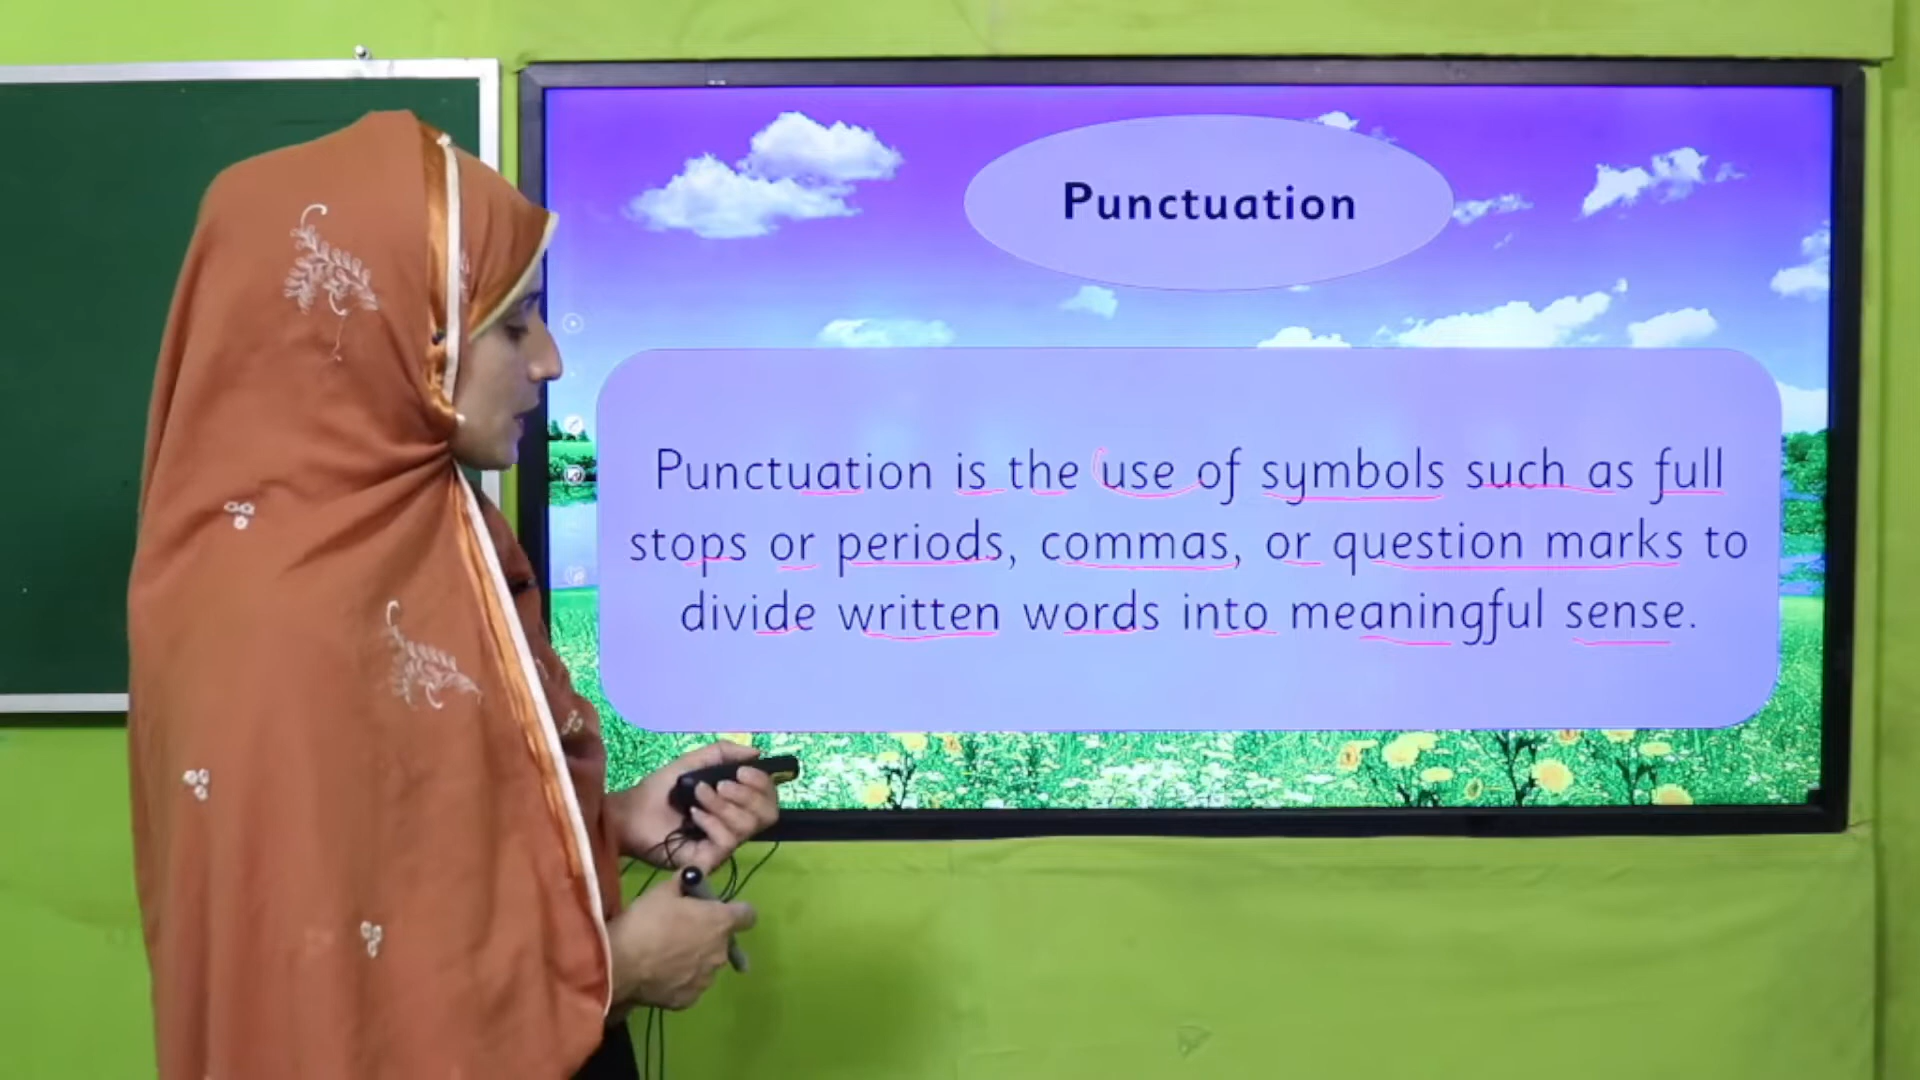 Punctuation
Punctuation is the use of symbols such as full
stops or periods, commas, or question marks to
divide written words into meaningful sense.